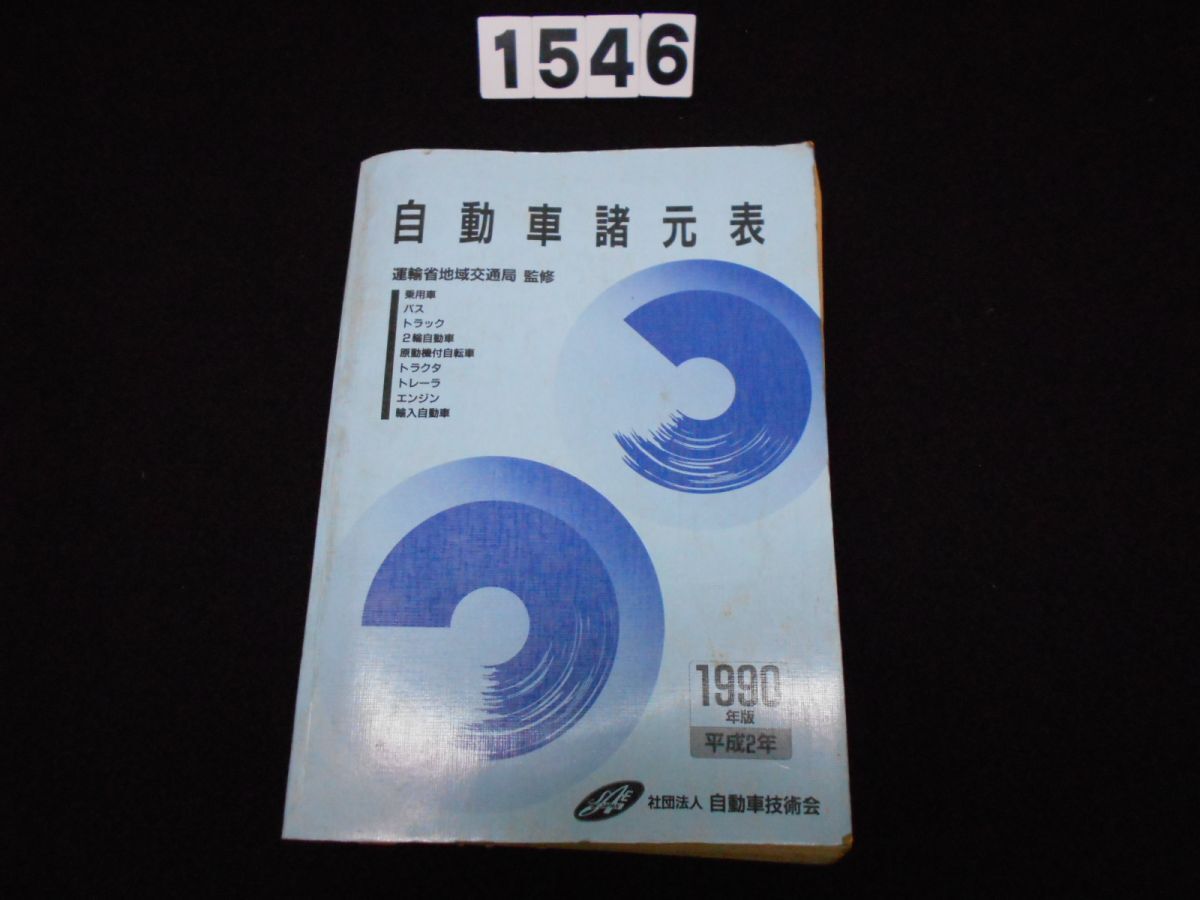 1546
自動車諸元表
運輸省地域交通局 監修
乗用車
バス
トラック
2輪自動車
原動機付自転車
トラクタ
トレーラ
エンジン
輸入自動車
1990
年版
平成2年
社団法人 自動車技術会